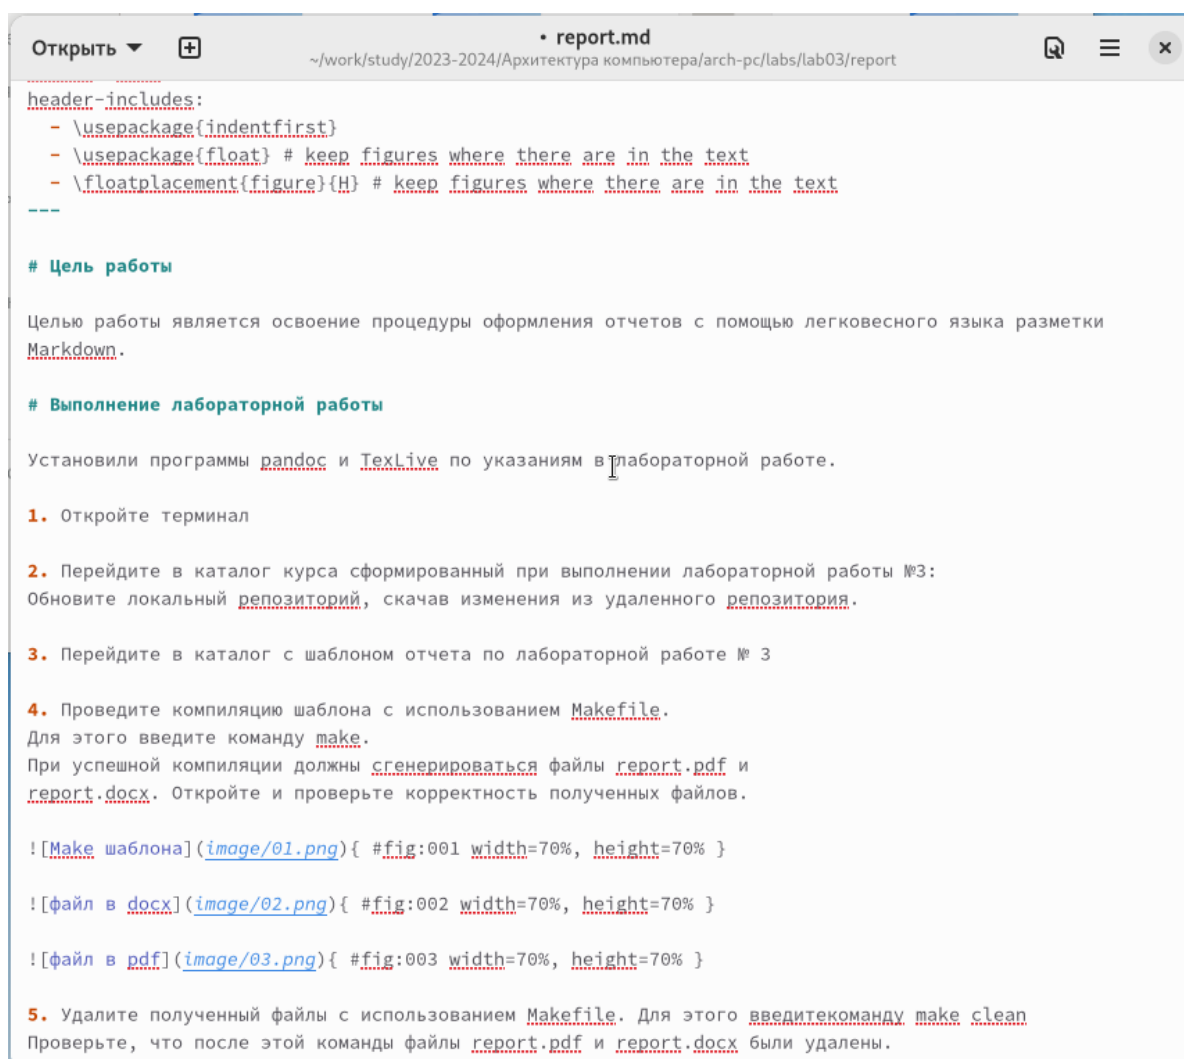 Открыть
• report.md
~/work/study/2023-2024/Архитектура компьютера/arch-pc/labs/lab03/report
header-includes:
- \usepackage{indentfirst}
- \usepackage{float} # keep figures where there are in the text
- \floatplacement{figure}{H} # keep figures where there are in the text
---
# Цель работы
Целью работы является освоение процедуры оформления отчетов с помощью легковесного языка разметки
Markdown.
# Выполнение лабораторной работы
Установили программы pandoc и TexLive по указаниям в лабораторной работе.
1. Откройте терминал
2. Перейдите в каталог курса сформированный при выполнении лабораторной работы №3:
Обновите локальный репозиторий, скачав изменения из удаленного репозитория.
3. Перейдите в каталог с шаблоном отчета по лабораторной работе № 3
4. Проведите компиляцию шаблона с использованием Makefile.
Для этого введите команду make.
При успешной компиляции должны сгенерироваться файлы report.pdf и
report.docx. Откройте и проверьте корректность полученных файлов.
![Make шаблона](image/01.png){ #fig:001 width=70%, height=70% }
![файл в docx](image/02.png){ #fig:002 width=70%, height=70% }
![файл в pdf](image/03.png){ #fig:003 width=70%, height=70% }
5. Удалите полученный файлы с использованием Makefile. Для этого введитекоманду make clean
Проверьте, что после этой команды файлы report.pdf и report.docx были удалены.